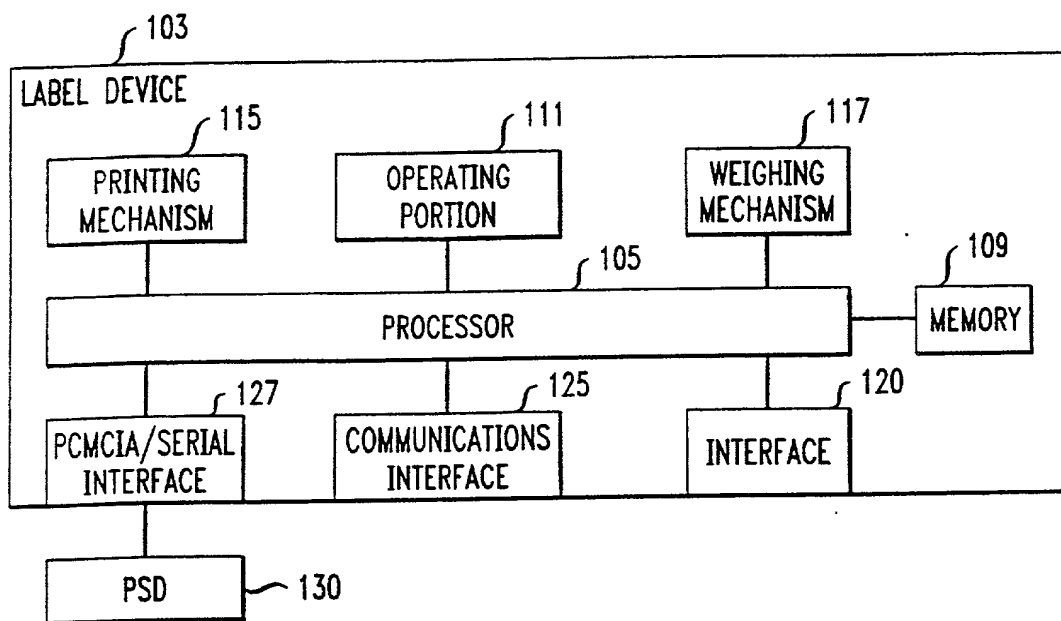 103
LABEL DEVICE
115
111
117
PRINTING
MECHANISM
OPERATING
PORTION
WEIGHING
MECHANISM
105
109
PROCESSOR
MEMORY
127
125
120
PCMCIA/SERIAL
INTERFACE
COMMUNICATIONS
INTERFACE
INTERFACE
PSD
130